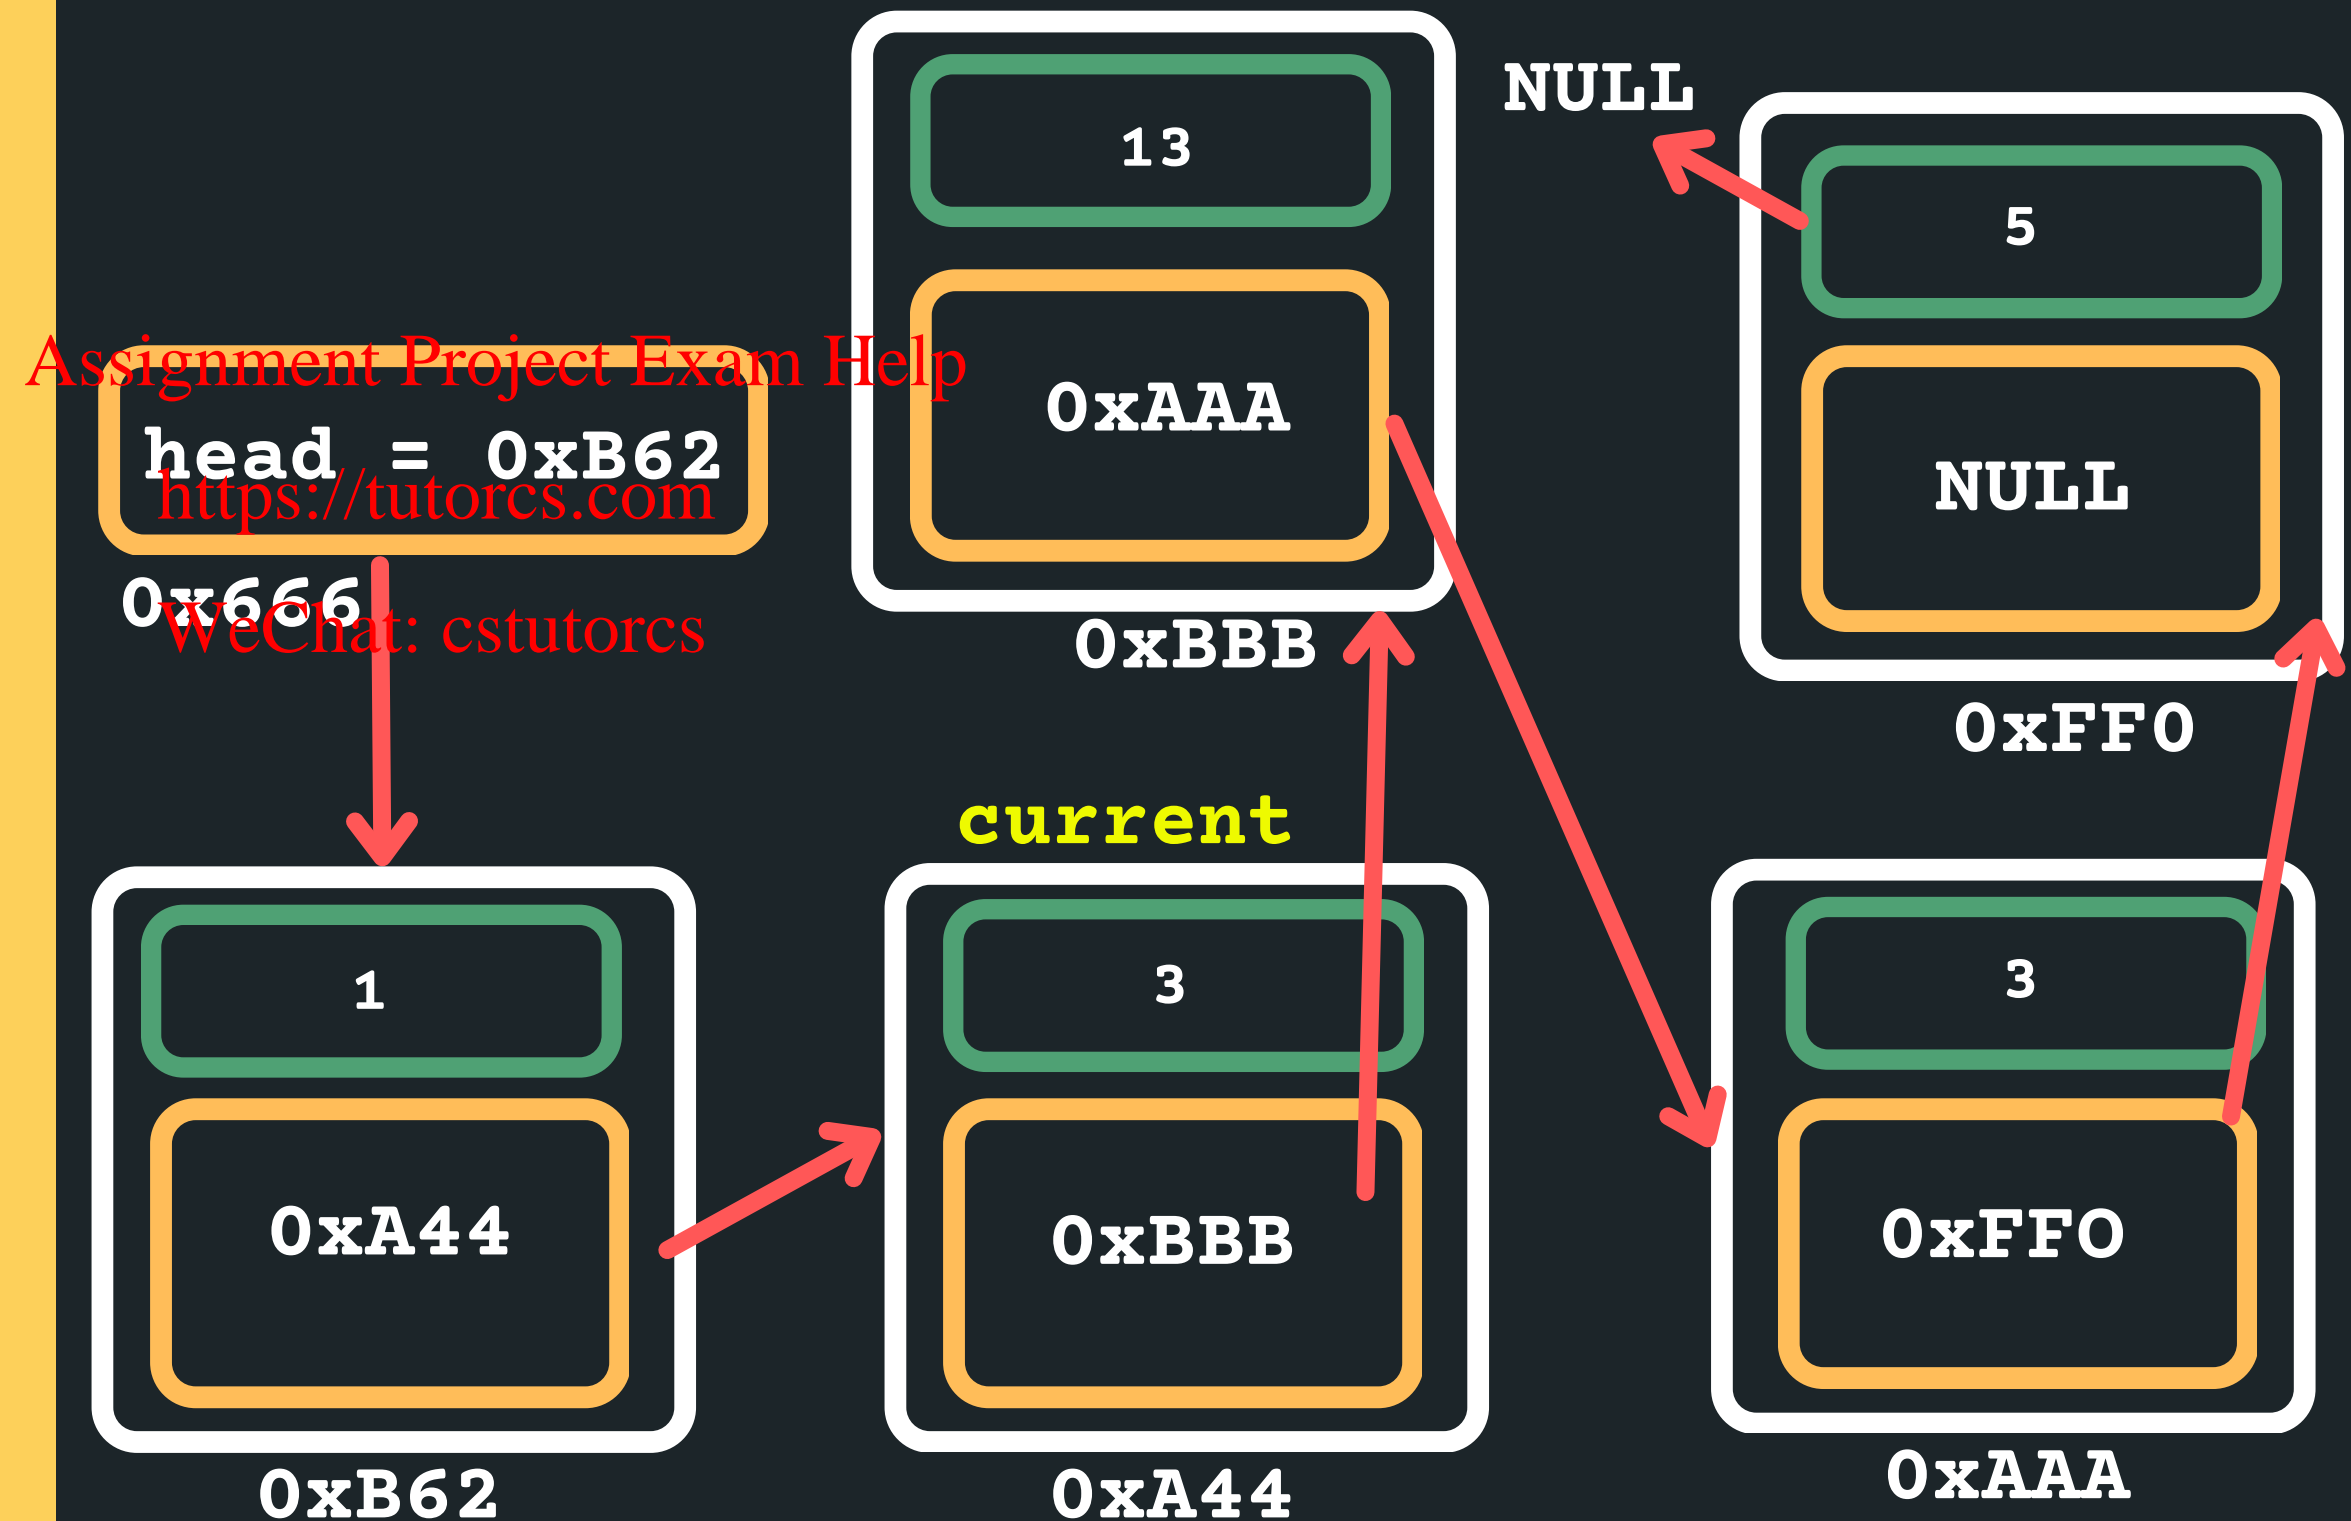 NULL
13
5
Assignment Project Exam Help
0xAAA
head = 0xB62
NULL
https://tutorcs.com
0x666
WeChat: cstutorcs
0xBBB
0xFF0
current
1
3
3
0xA44
0xBBB
0xFFO
0xB62
0xA44
0xAAA